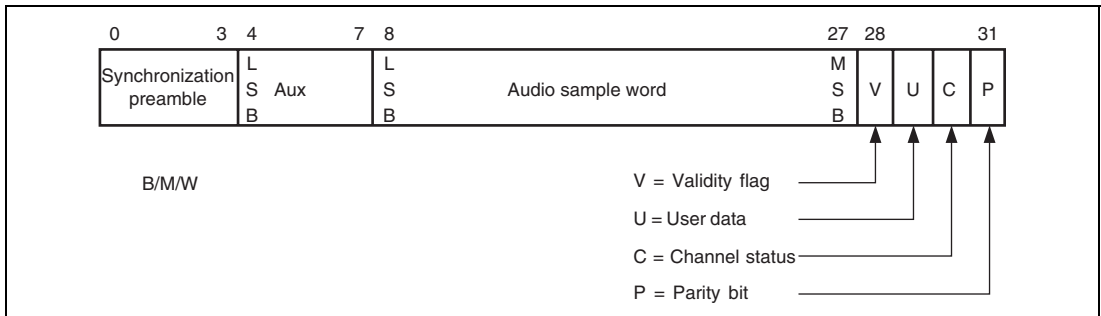 0 3 4 7 8 27 28 31
Synchronization
preamble
L
S
B
Aux
L
S
B
Audio sample word
M
S
B
V
U
C
P
B/M/W
V = Validity flag
U = User data
C = Channel status
P = Parity bit